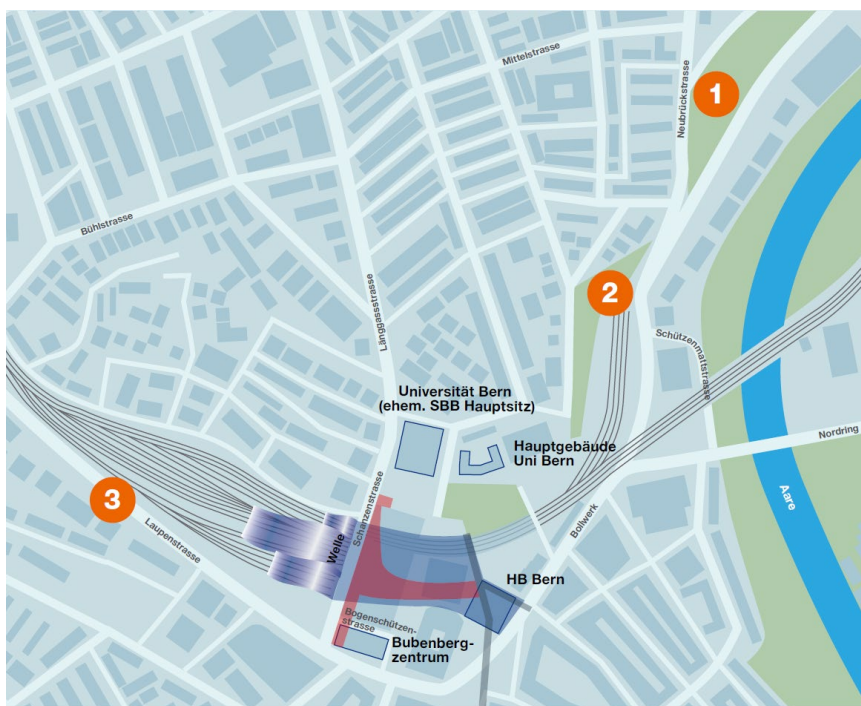 Mittelstrasse
Neubrückstrasse
1
Bühlstrasse
2
Länggassstrasse
Schützenmattstrasse
Universität Bern
(ehem. SBB Hauptsitz)
Hauptgebäude
Uni Bern
Nordring
3
Schanzenstrasse
Aare
Bollwerk
Laupenstrasse
Welle
HB Bern
Bogenschützen-
strasse
Bubenberg-
zentrum